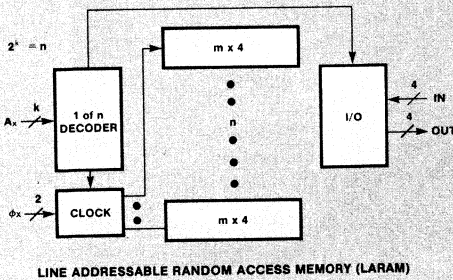 2ᵏ = n
m x 4
k
Aₓ
1 of n
DECODER
n
I/O
4
IN
4
OUT
2
ϕₓ
CLOCK
m x 4
LINE ADDRESSABLE RANDOM ACCESS MEMORY (LARAM)